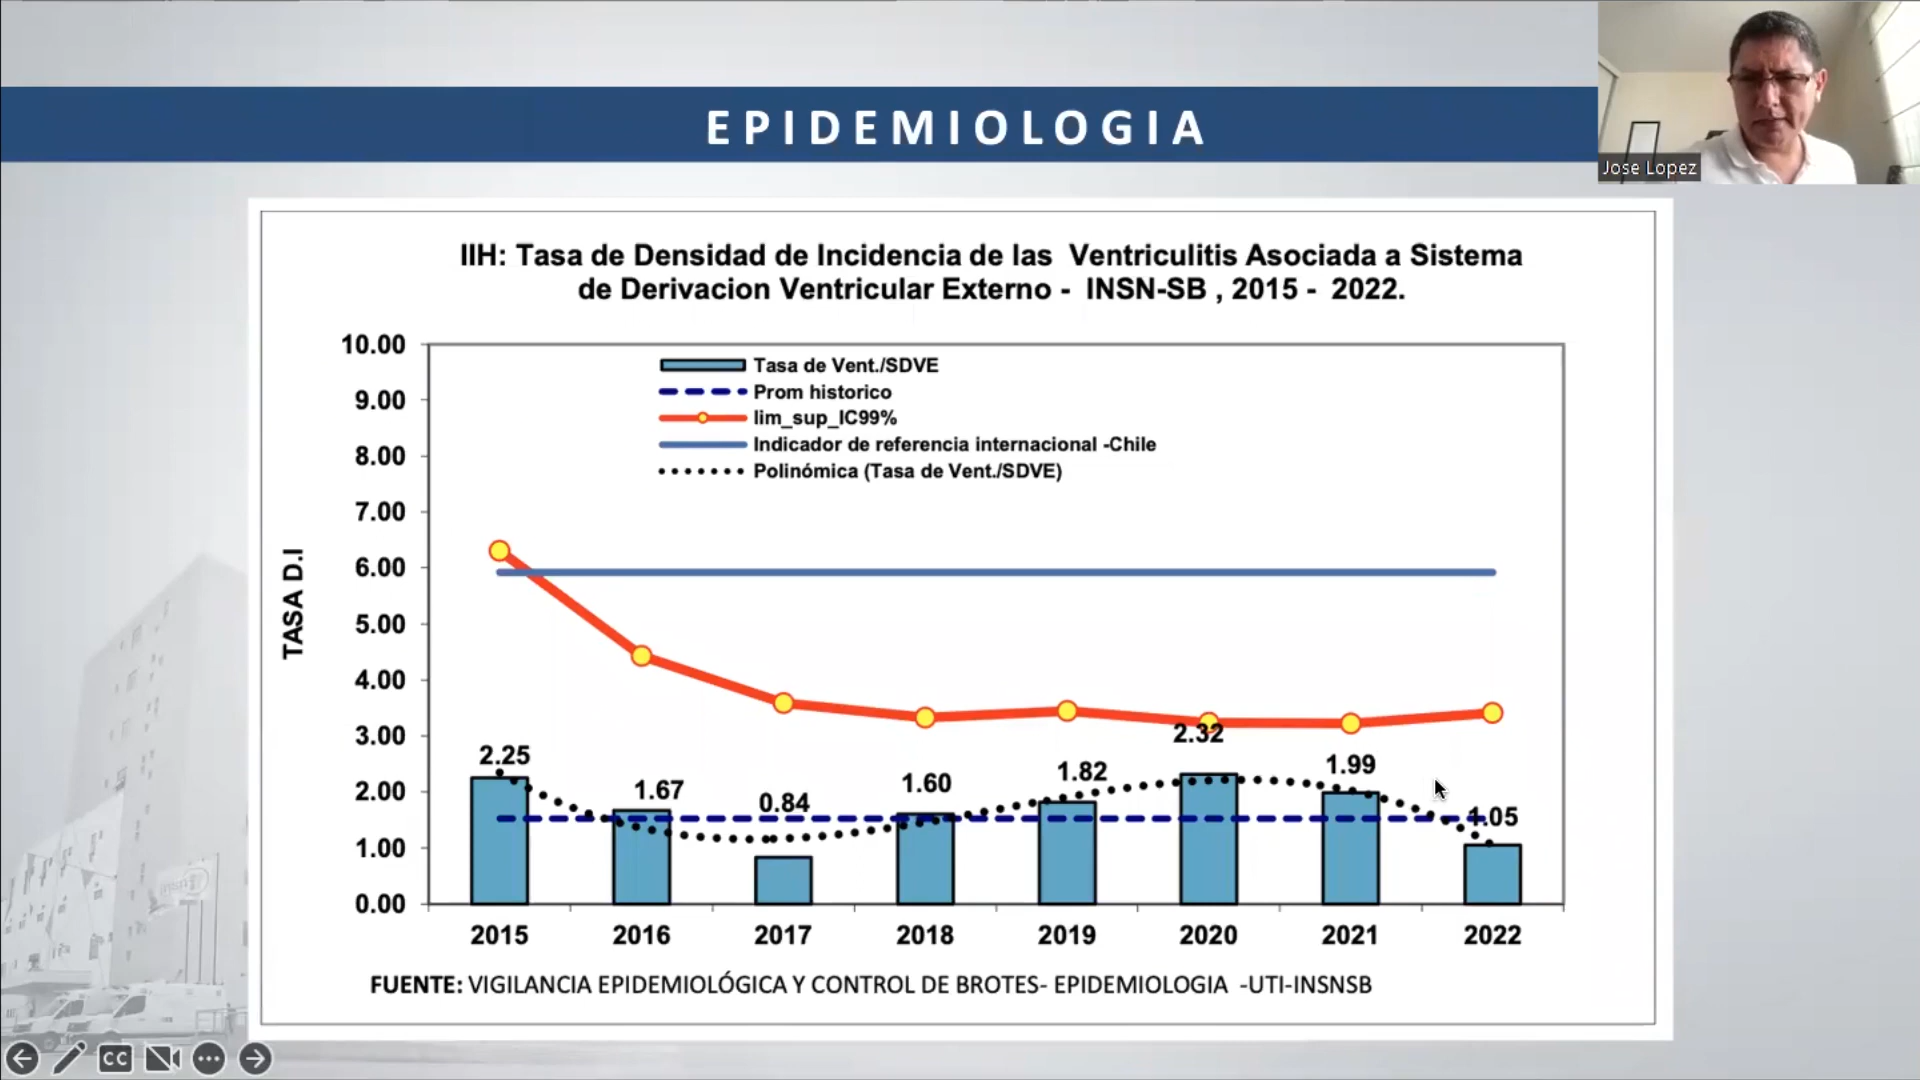 EPIDEMIOLOGIA
Jose Lopez
IIH: Tasa de Densidad de Incidencia de las Ventriculitis Asociada a Sistema
de Derivacion Ventricular Externo - INSN-SB , 2015 - 2022.
Tasa de Vent./SDVE
Prom historico
lim_sup_IC99%
Indicador de referencia internacional -Chile
Polinómica (Tasa de Vent./SDVE)
TASA D.I
10.00
9.00
8.00
7.00
6.00
5.00
4.00
3.00
2.00
1.00
0.00
2.25
1.67
0.84
1.60
1.82
2.32
1.99
1.05
2015 2016 2017 2018 2019 2020 2021 2022
FUENTE: VIGILANCIA EPIDEMIOLÓGICA Y CONTROL DE BROTES- EPIDEMIOLOGIA -UTI-INSNSB
CC